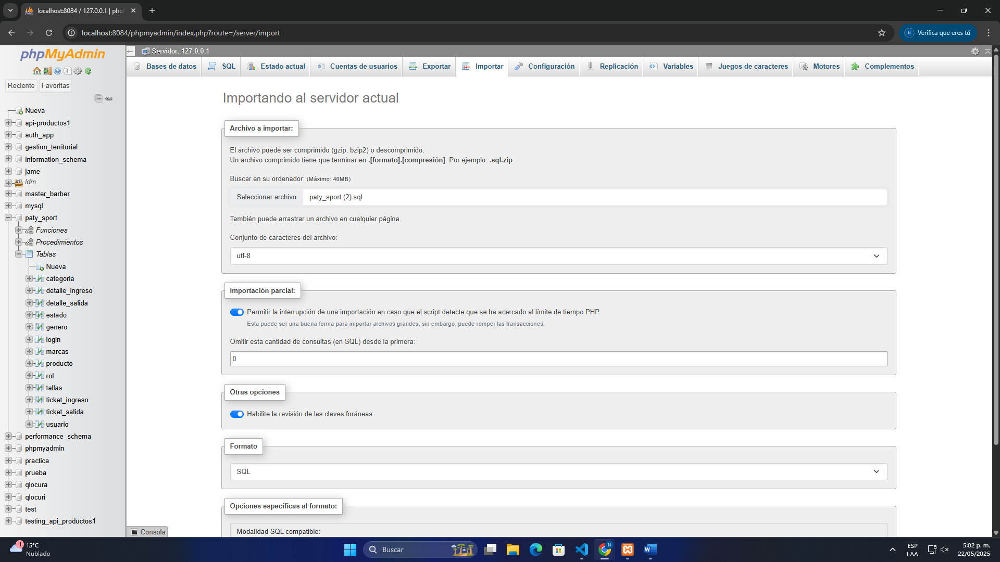 localhost:8084 / 127.0.0.1 | php
localhost:8084/phpmyadmin/index.php?route=/server/import
Verifica que eres tú
phpMyAdmin
Servidor: 127.0.0.1
Bases de datos
SQL
Estado actual
Cuentas de usuarios
Exportar
Importar
Configuración
Replicación
Variables
Juegos de caracteres
Motores
Complementos
Reciente
Favoritas
Nueva
api-productos1
auth_app
gestion_territorial
information_schema
jame
ldm
master_barber
mysql
paty_sport
Funciones
Procedimientos
Tablas
Nueva
categoria
detalle_ingreso
detalle_salida
estado
genero
login
marcas
producto
rol
tallas
ticket_ingreso
ticket_salida
usuario
performance_schema
phpmyadmin
practica
prueba
qlocura
qlocuri
test
testing_api_productos1
Importando al servidor actual
Archivo a importar:
El archivo puede ser comprimido (gzip, bzip2) o descomprimido.
Un archivo comprimido tiene que terminar en .[formato].[compresión]. Por ejemplo: .sql.zip
Buscar en su ordenador: (Máximo: 40MB)
Seleccionar archivo paty_sport (2).sql
También puede arrastrar un archivo en cualquier página.
Conjunto de caracteres del archivo:
utf-8
Importación parcial:
Permitir la interrupción de una importación en caso que el script detecte que se ha acercado al límite de tiempo PHP.
Esta puede ser una buena forma para importar archivos grandes, sin embargo, puede romper las transacciones.
Omitir esta cantidad de consultas (en SQL) desde la primera:
0
Otras opciones
Habilite la revisión de las claves foráneas
Formato
SQL
Opciones específicas al formato:
Modalidad SQL compatible:
Consola
1
15°C
Nublado
Buscar
N
ESP
LAA
5:02 p. m.
22/05/2025